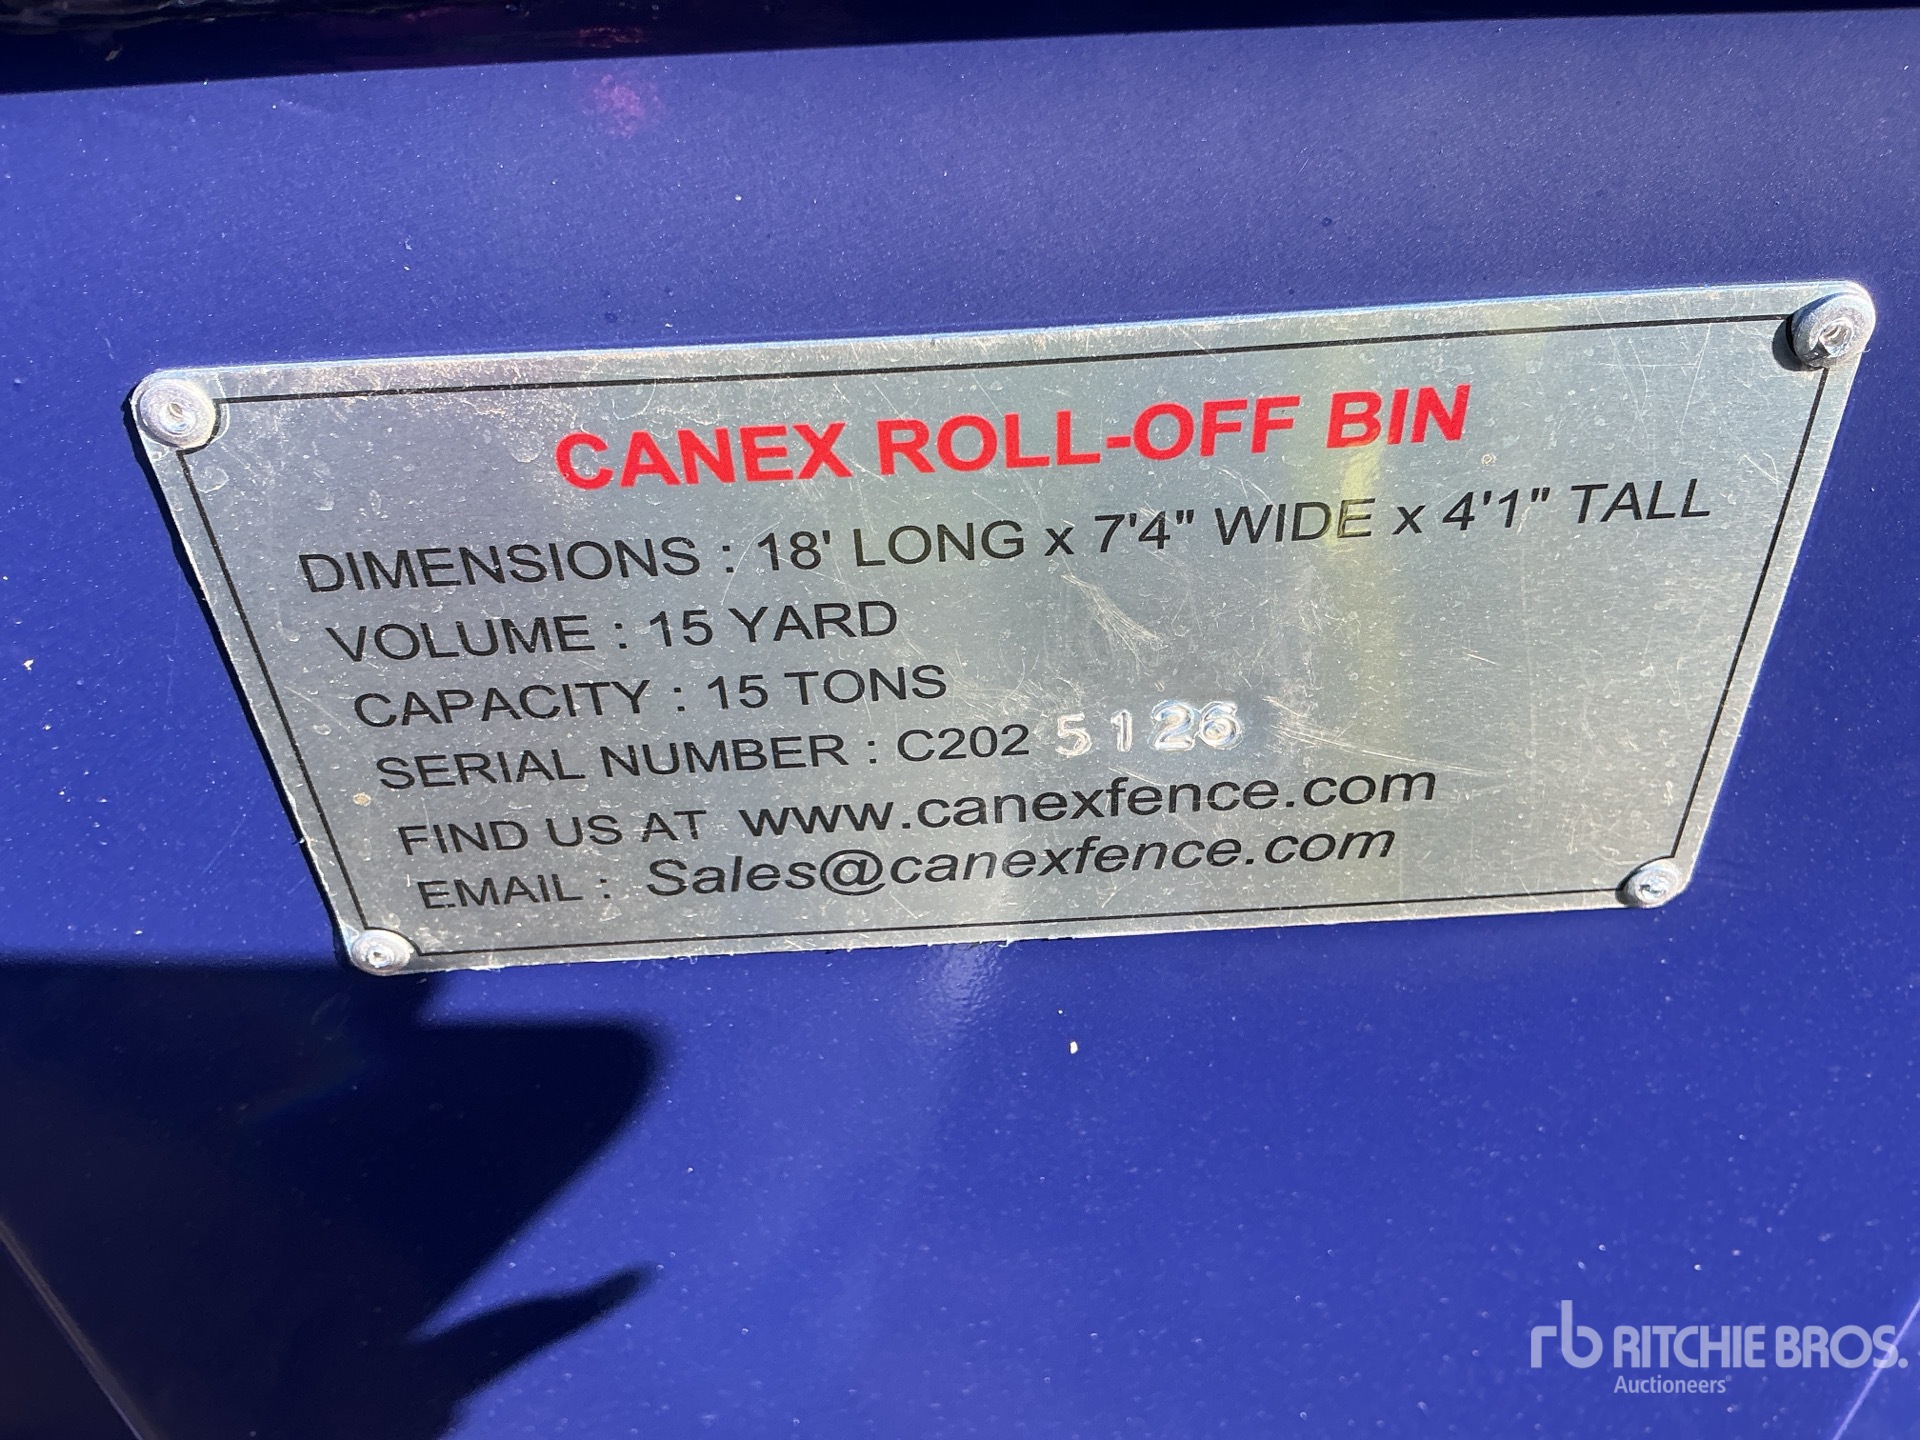 CANEX ROLL-OFF BIN
DIMENSIONS : 18' LONG x 7'4" WIDE x 4'1" TALL
VOLUME : 15 YARD
CAPACITY : 15 TONS
SERIAL NUMBER : C202 5126
FIND US AT www.canexfence.com
EMAIL : Sales@canexfence.com
rb RITCHIE BROS.
Auctioneers